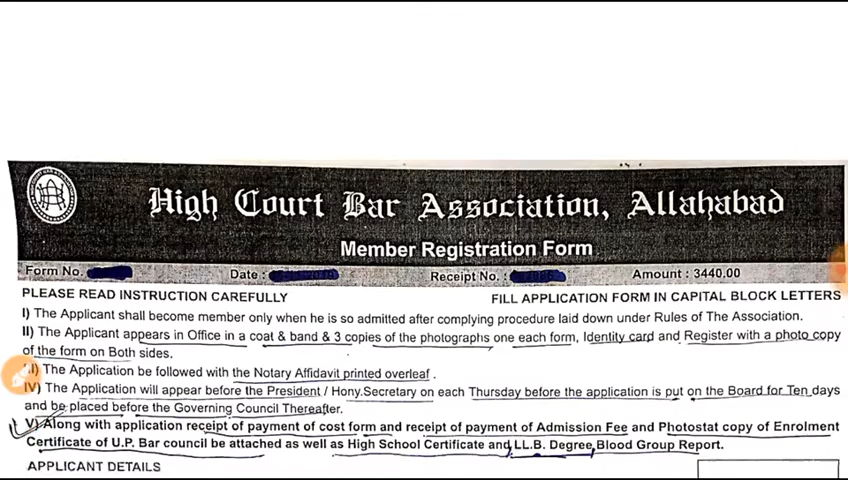 High Court Bar Association, Allahabad
Member Registration Form
Form No. Date : Receipt No. : Amount : 3440.00
PLEASE READ INSTRUCTION CAREFULLY FILL APPLICATION FORM IN CAPITAL BLOCK LETTERS
I) The Applicant shall become member only when he is so admitted after complying procedure laid down under Rules of The Association.
II) The Applicant appears in Office in a coat & band & 3 copies of the photographs one each form, Identity card and Register with a photo copy
of the form on Both sides.
III) The Application be followed with the Notary Affidavit printed overleaf .
IV) The Application will appear before the President / Hony.Secretary on each Thursday before the application is put on the Board for Ten days
and be placed before the Governing Council Thereafter.
V) Along with application receipt of payment of cost form and receipt of payment of Admission Fee and Photostat copy of Enrolment
Certificate of U.P. Bar council be attached as well as High School Certificate and LL.B. Degree, Blood Group Report.
APPLICANT DETAILS